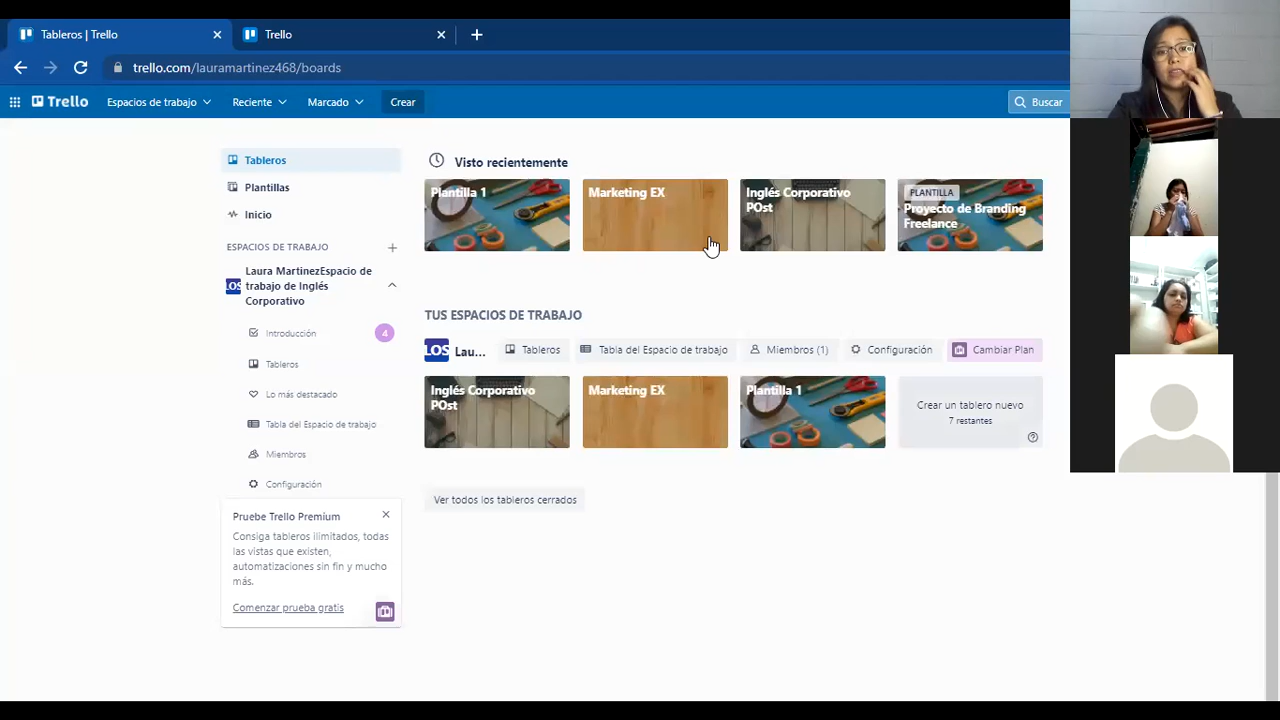 Tableros | Trello
Trello
trello.com/lauramartinez468/boards
Trello Espacios de trabajo Reciente Marcado Crear Buscar
Tableros
Plantillas
Inicio
ESPACIOS DE TRABAJO
Laura MartinezEspacio de
trabajo de Inglés
Corporativo
LOS
Introducción 4
Tableros
Lo más destacado
Tabla del Espacio de trabajo
Miembros
Configuración
Pruebe Trello Premium
Consiga tableros ilimitados, todas
las vistas que existen,
automatizaciones sin fin y mucho
más.
Comenzar prueba gratis
Visto recientemente
Plantilla 1
Marketing EX
Inglés Corporativo
POst
PLANTILLA
Proyecto de Branding
Freelance
TUS ESPACIOS DE TRABAJO
LOS Lau... Tableros Tabla del Espacio de trabajo Miembros (1) Configuración Cambiar Plan
Inglés Corporativo
POst
Marketing EX
Plantilla 1
Crear un tablero nuevo
7 restantes
Ver todos los tableros cerrados